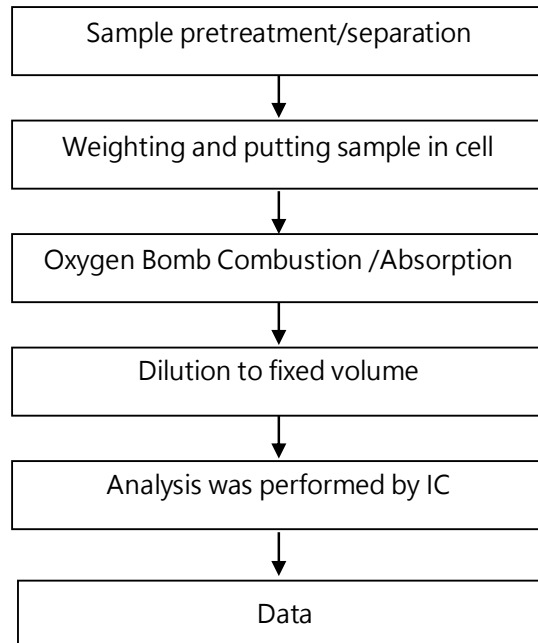 Sample pretreatment/separation
Weighting and putting sample in cell
Oxygen Bomb Combustion /Absorption
Dilution to fixed volume
Analysis was performed by IC
Data